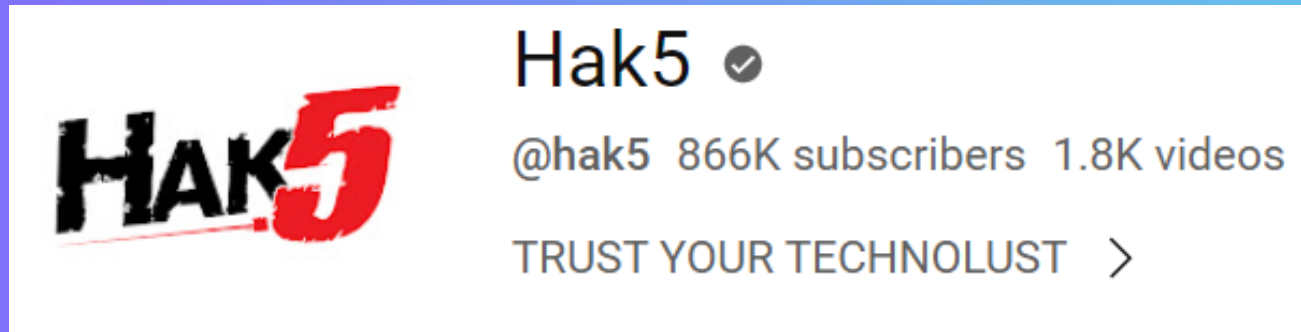 HAK5
Hak5
@hak5 866K subscribers 1.8K videos
TRUST YOUR TECHNOLUST >